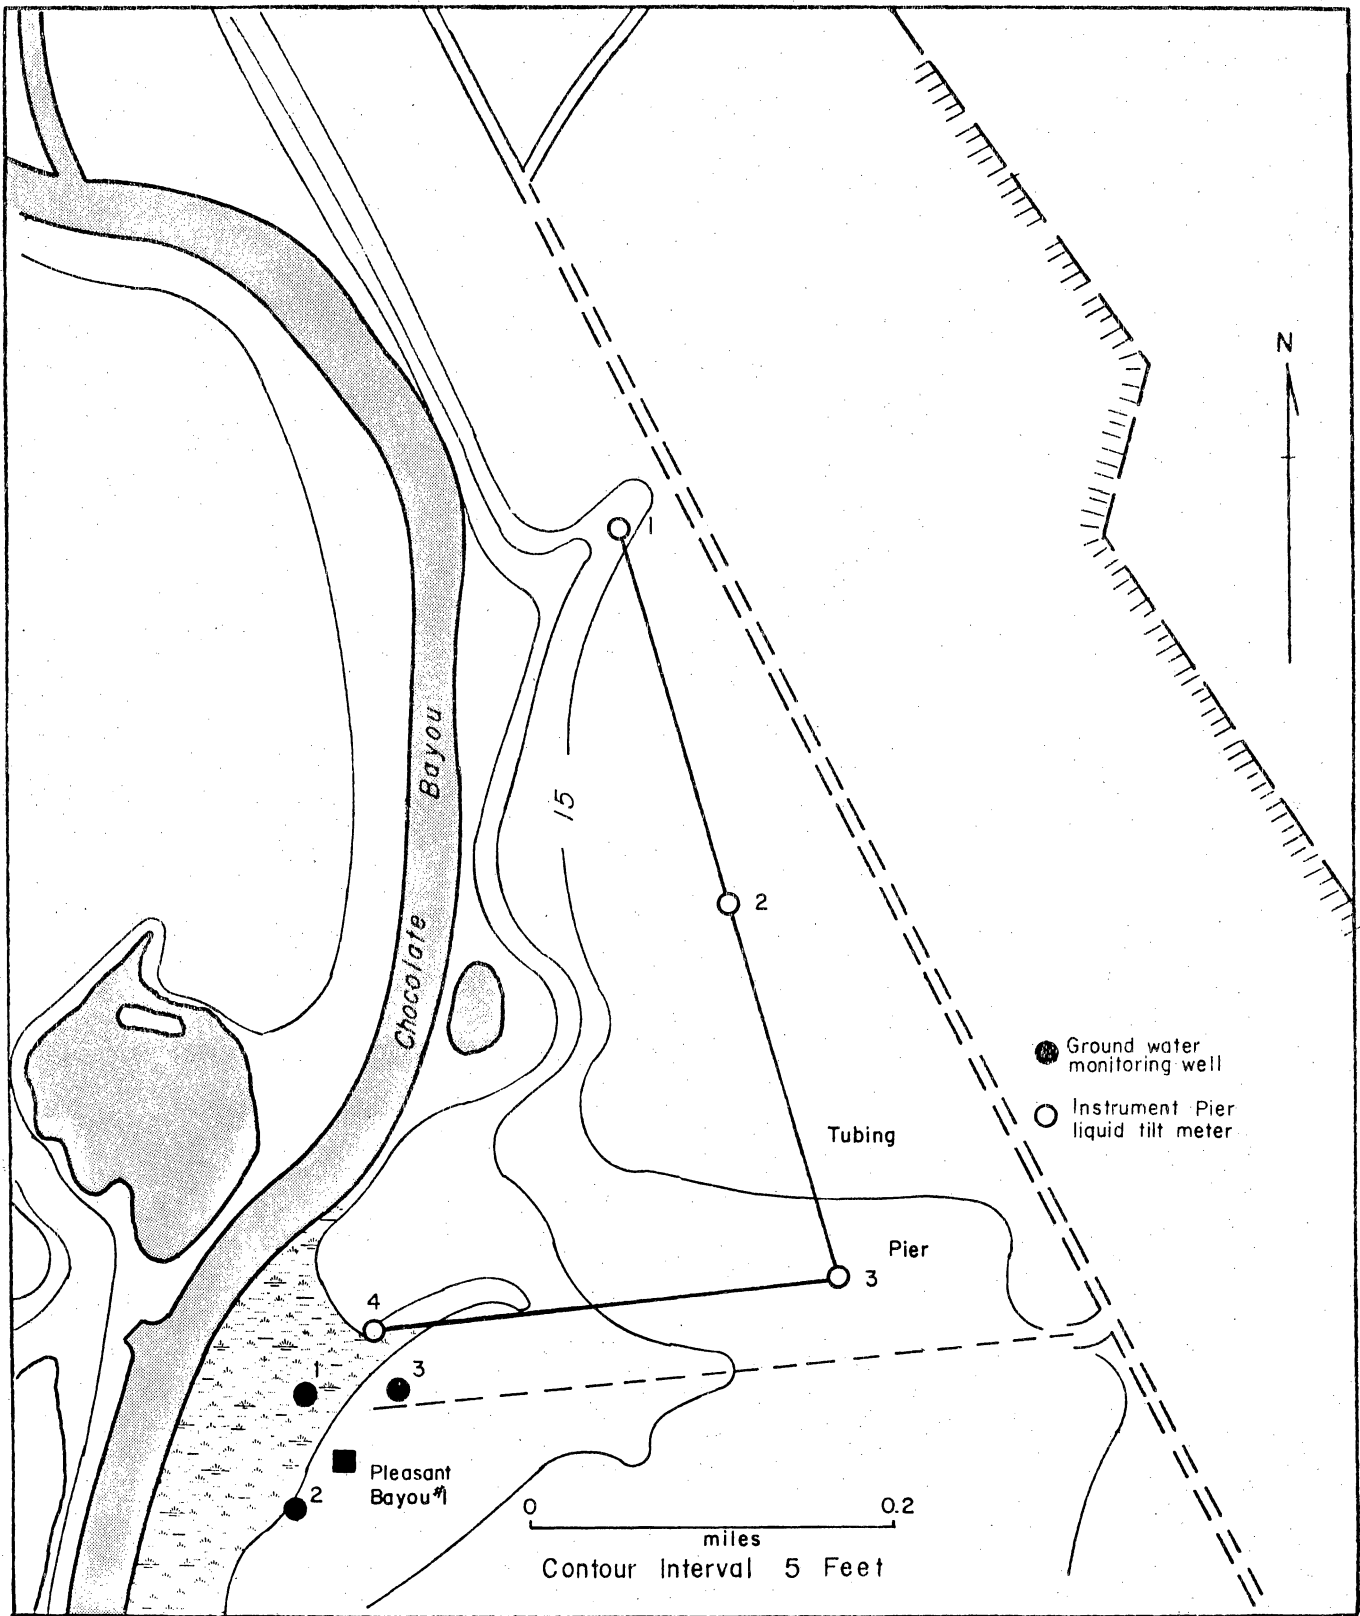 N
1
Chocolate Bayou
15
2
Ground water
monitoring well
Instrument Pier
liquid tilt meter
Tubing
Pier
3
4
1
3
Pleasant
Bayou #1
2
0 0.2
miles
Contour Interval 5 Feet